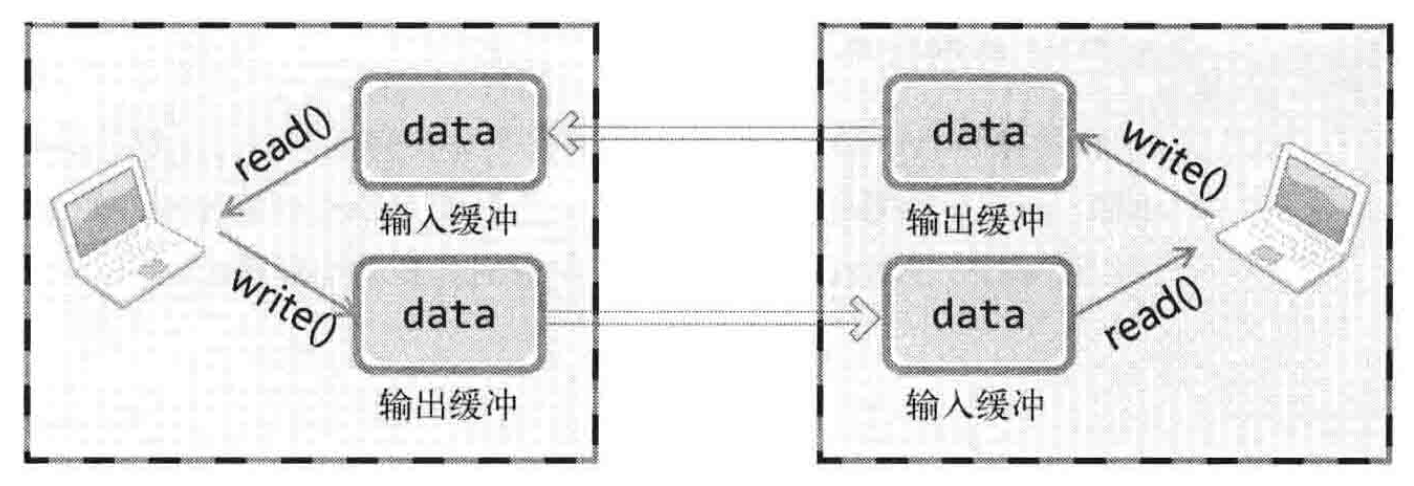 read()
data
输入缓冲
write()
data
输出缓冲
data
输出缓冲
write()
data
输入缓冲
read()